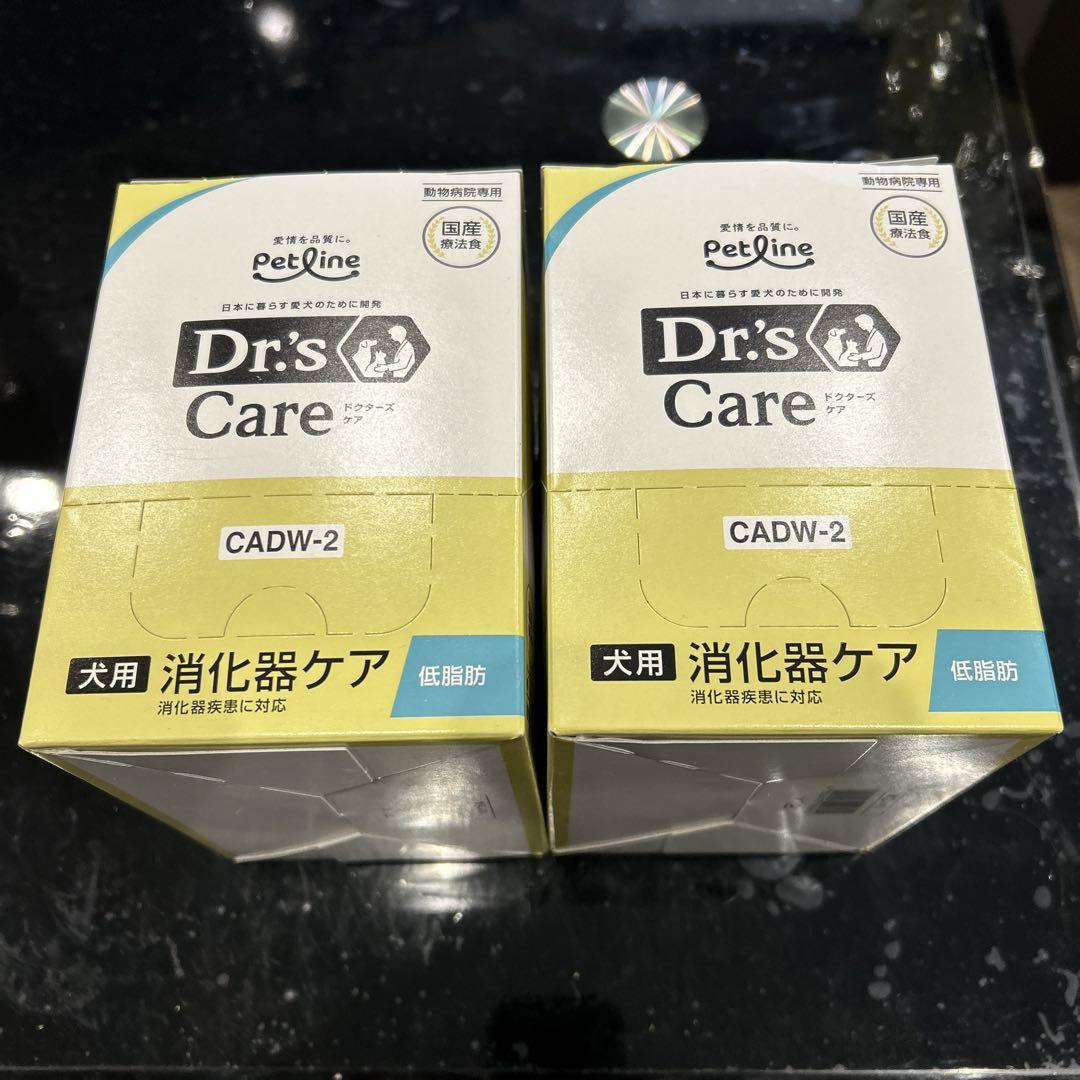 動物病院専用
国産
療法食
愛情を品質に。
Petline
日本に暮らす愛犬のために開発
Dr.'s
Care
ドクターズ
ケア
CADW-2
犬用 消化器ケア 低脂肪
消化器疾患に対応
動物病院専用
国産
療法食
愛情を品質に。
Petline
日本に暮らす愛犬のために開発
Dr.'s
Care
ドクターズ
ケア
CADW-2
犬用 消化器ケア 低脂肪
消化器疾患に対応